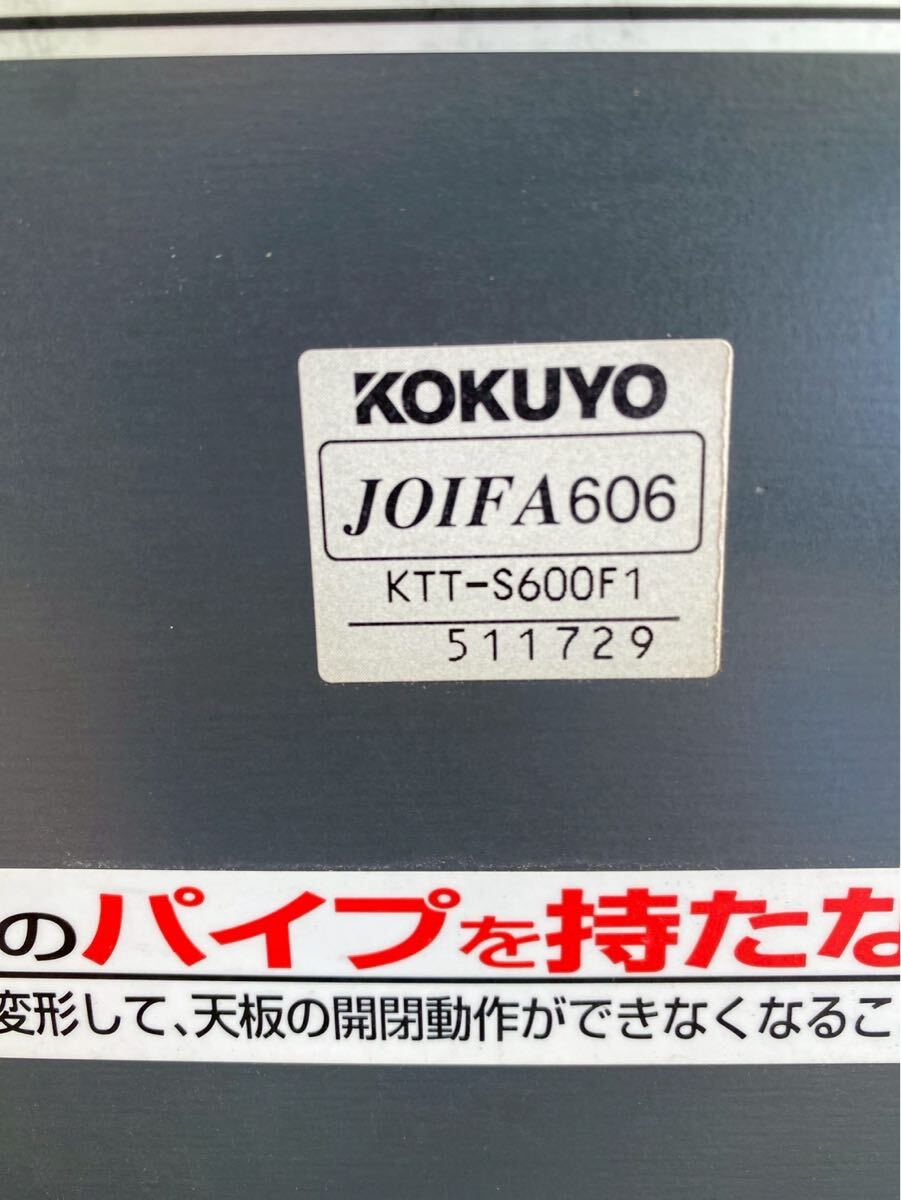 KOKUYO
JOIFA606
KTT-S600F1
511729
のパイプを持たな
変形して、天板の開閉動作ができなくなるこ